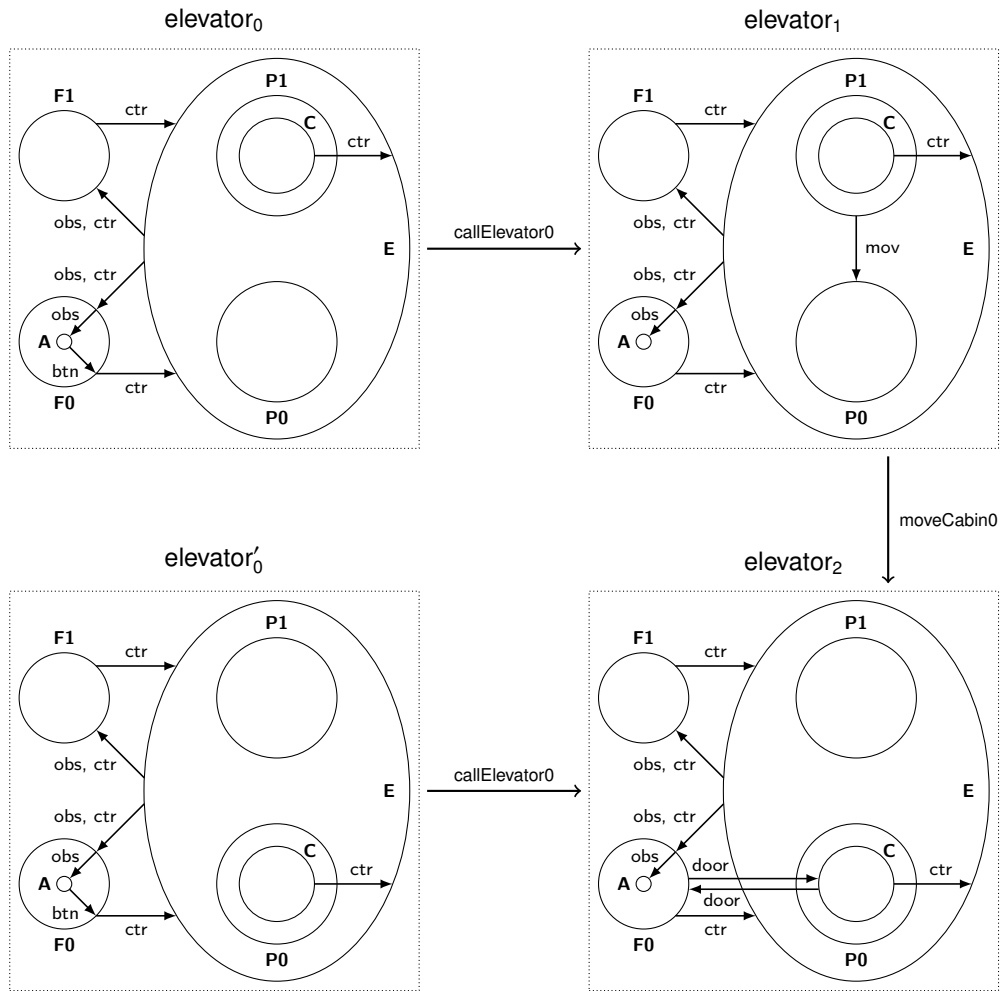 elevator₀
elevator₁
F1
ctr
P1
C
ctr
obs, ctr
E
obs, ctr
obs
A
btn
ctr
F0
P0
callElevator0
F1
ctr
P1
C
ctr
obs, ctr
mov
E
obs, ctr
obs
A
ctr
F0
P0
moveCabin0
elevator′₀
elevator₂
F1
ctr
P1
obs, ctr
E
obs, ctr
C
obs
A
ctr
btn
ctr
F0
P0
callElevator0
F1
ctr
P1
obs, ctr
E
obs, ctr
C
obs
door
A
ctr
door
ctr
F0
P0